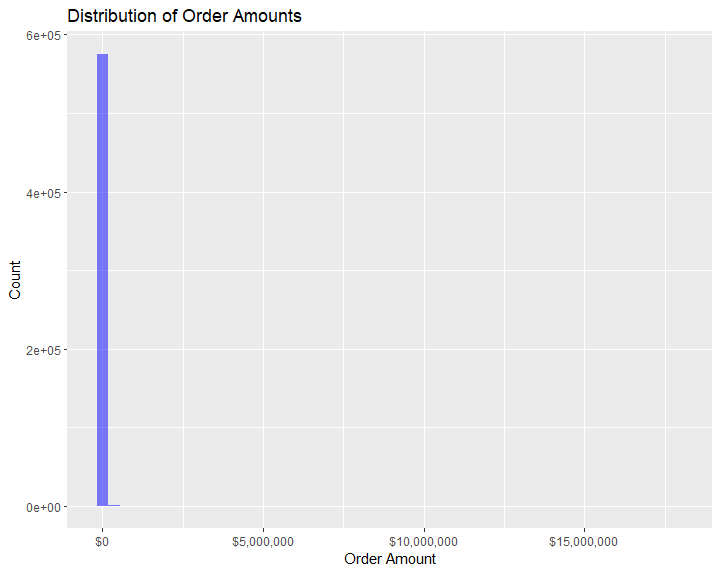 Distribution of Order Amounts
6e+05
4e+05
2e+05
0e+00
Count
$0 $5,000,000 $10,000,000 $15,000,000
Order Amount